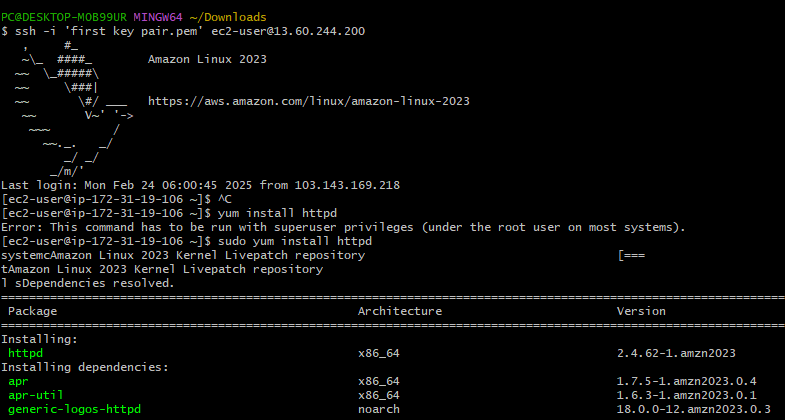 PC@DESKTOP-MOB99UR MINGW64 ~/Downloads
$ ssh -i 'first key pair.pem' ec2-user@13.60.244.200
   ,     #_
   ~\_  ####_        Amazon Linux 2023
  ~~  \_#####\
  ~~     \###|
  ~~       \#/ ___   https://aws.amazon.com/linux/amazon-linux-2023
   ~~       V~' '->
    ~~~         /
      ~~._.   _/
         _/ _/
       _/m/'
Last login: Mon Feb 24 06:00:45 2025 from 103.143.169.218
[ec2-user@ip-172-31-19-106 ~]$ ^C
[ec2-user@ip-172-31-19-106 ~]$ yum install httpd
Error: This command has to be run with superuser privileges (under the root user on most systems).
[ec2-user@ip-172-31-19-106 ~]$ sudo yum install httpd
systemcAmazon Linux 2023 Kernel Livepatch repository                                    [===
tAmazon Linux 2023 Kernel Livepatch repository
l sDependencies resolved.
================================================================================================================
 Package                                           Architecture                         Version
================================================================================================================
Installing:
 httpd                                             x86_64                               2.4.62-1.amzn2023
Installing dependencies:
 apr                                               x86_64                               1.7.5-1.amzn2023.0.4
 apr-util                                          x86_64                               1.6.3-1.amzn2023.0.1
 generic-logos-httpd                               noarch                               18.0.0-12.amzn2023.0.3